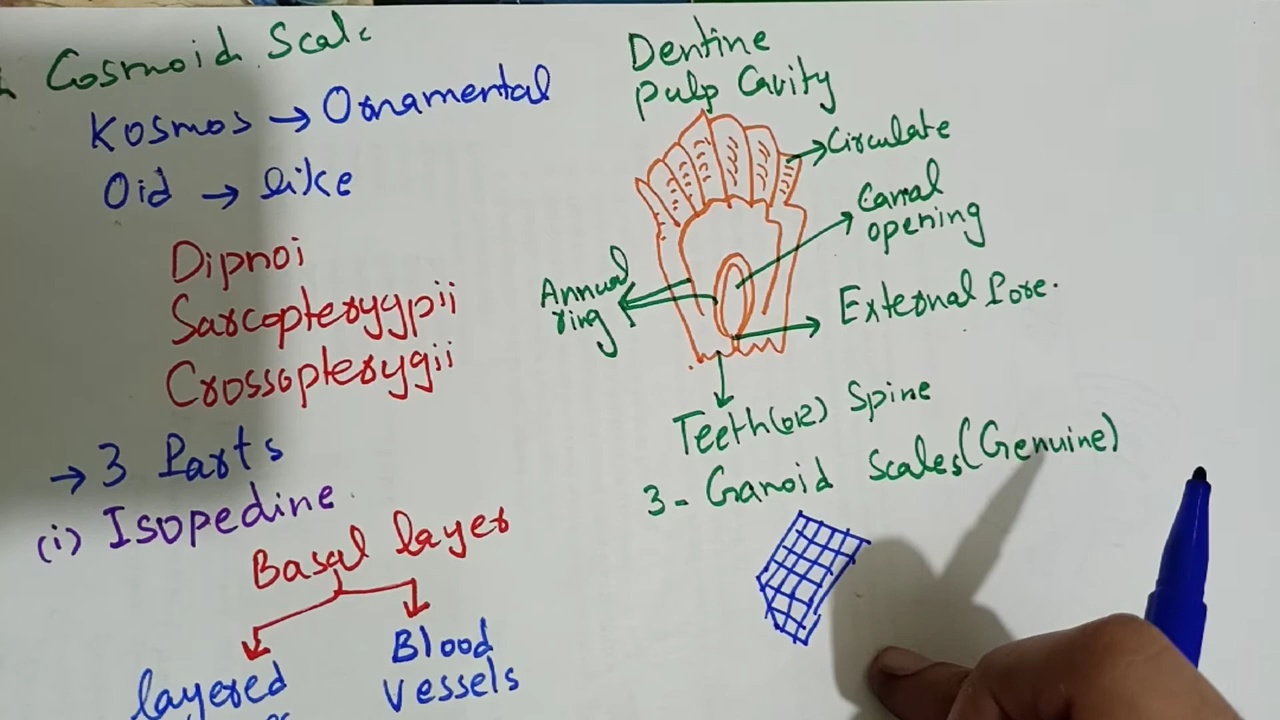 Cosmoid Scale
Kosmos → Ornamental
Oid → like
Dipnoi
Sarcopterygpii
Crossopterygii
→ 3 Parts
(i) Isopedine
Basal layer
layered
Blood
Vessels
Dentine
Pulp Cavity
Circulate
Canal
opening
Annual
ring
External Pore.
Teeth(or) Spine
3 - Ganoid Scales (Genuine)